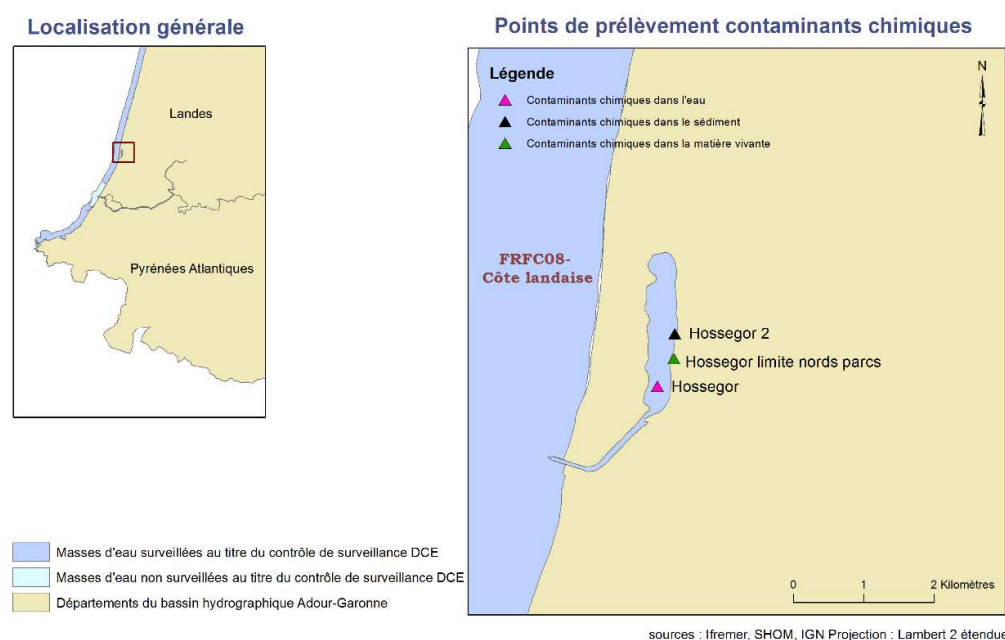 Localisation générale
Landes
Pyrénées Atlantiques
Masses d'eau surveillées au titre du contrôle de surveillance DCE
Masses d'eau non surveillées au titre du contrôle de surveillance DCE
Départements du bassin hydrographique Adour-Garonne
Points de prélèvement contaminants chimiques
Légende
Contaminants chimiques dans l'eau
Contaminants chimiques dans le sédiment
Contaminants chimiques dans la matière vivante
N
FRFC08-
Côte landaise
Hossegor 2
Hossegor limite nords parcs
Hossegor
0 1 2 Kilomètres
sources : Ifremer, SHOM, IGN Projection : Lambert 2 étendue